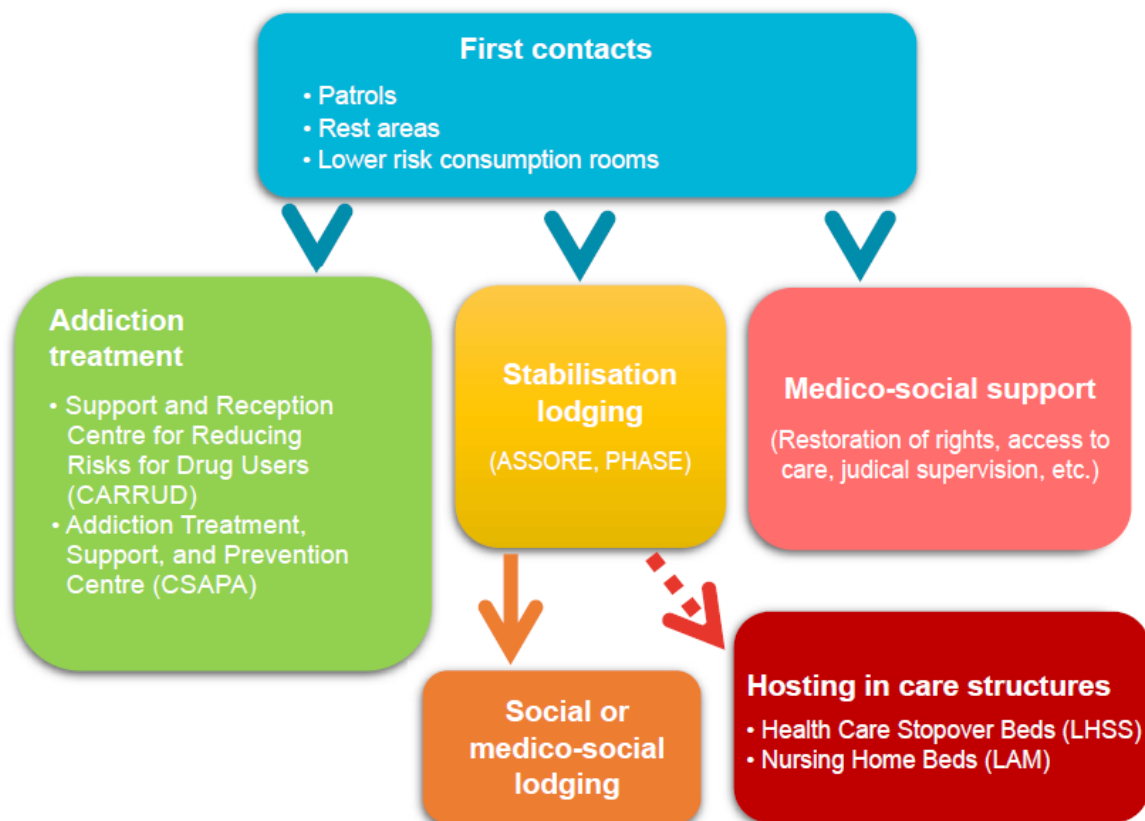 First contacts
• Patrols
• Rest areas
• Lower risk consumption rooms
Addiction
treatment
• Support and Reception
Centre for Reducing
Risks for Drug Users
(CARRUD)
• Addiction Treatment,
Support, and Prevention
Centre (CSAPA)
Stabilisation
lodging
(ASSORE, PHASE)
Medico-social support
(Restoration of rights, access to
care, judical supervision, etc.)
Social or
medico-social
lodging
Hosting in care structures
• Health Care Stopover Beds (LHSS)
• Nursing Home Beds (LAM)